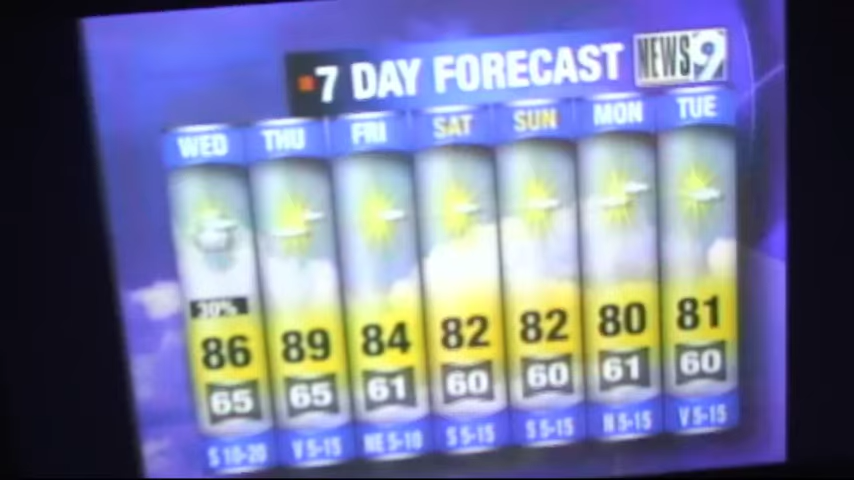 7 DAY FORECAST NEWS 9
WED THU FRI SAT SUN MON TUE
30%
86 89 84 82 82 80 81
65 65 61 60 60 61 60
S 10-20 V 5-15 NE 5-10 S 5-15 S 5-15 N 5-15 V 5-15